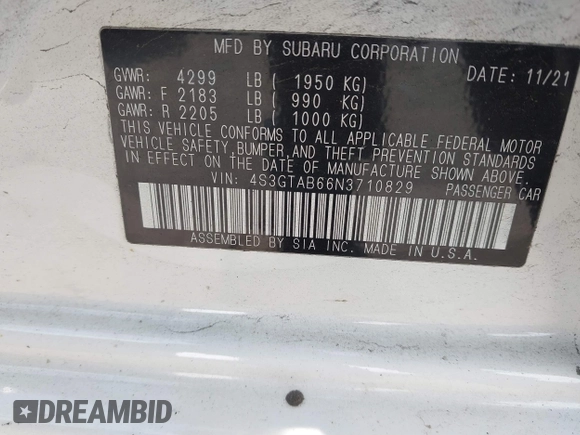 MFD BY SUBARU CORPORATION
GVWR: 4299 LB ( 1950 KG) DATE: 11/21
GAWR: F 2183 LB ( 990 KG)
GAWR: R 2205 LB ( 1000 KG)
THIS VEHICLE CONFORMS TO ALL APPLICABLE FEDERAL MOTOR
VEHICLE SAFETY, BUMPER, AND THEFT PREVENTION STANDARDS
IN EFFECT ON THE DATE OF MANUFACTURE SHOWN ABOVE.
VIN: 4S3GTAB66N3710829 PASSENGER CAR
ASSEMBLED BY SIA INC. MADE IN U.S.A.
DREAMBID